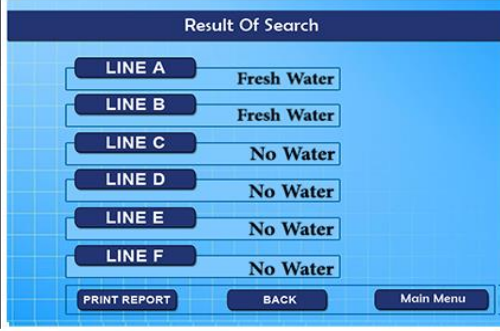 Result Of Search
LINE A
Fresh Water
LINE B
Fresh Water
LINE C
No Water
LINE D
No Water
LINE E
No Water
LINE F
No Water
PRINT REPORT BACK Main Menu